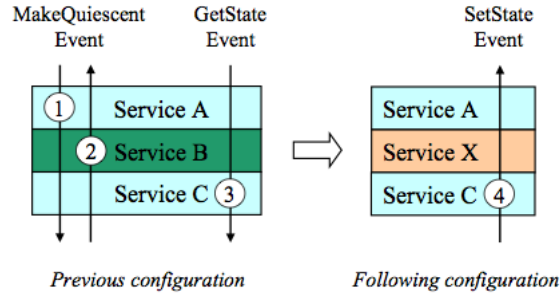 MakeQuiescent
Event
GetState
Event
SetState
Event
1
Service A
2
Service B
Service C
3
Service A
Service X
Service C
4
Previous configuration
Following configuration